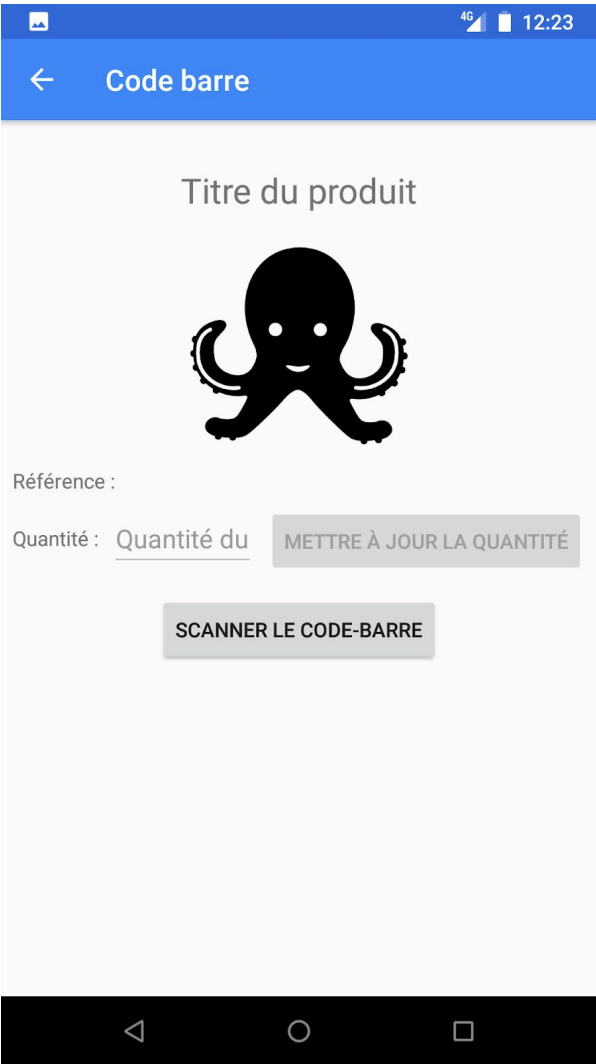 4G 12:23
Code barre
Titre du produit
Référence :
Quantité : Quantité du METTRE À JOUR LA QUANTITÉ
SCANNER LE CODE-BARRE